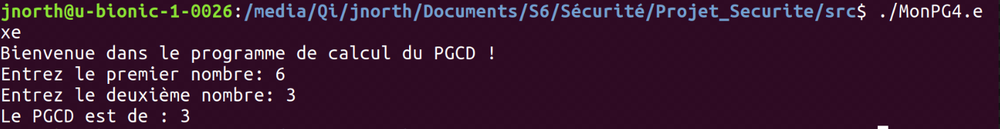 jnorth@u-bionic-1-0026:/media/Qi/jnorth/Documents/S6/Sécurité/Projet_Securite/src$ ./MonPG4.e
xe
Bienvenue dans le programme de calcul du PGCD !
Entrez le premier nombre: 6
Entrez le deuxième nombre: 3
Le PGCD est de : 3